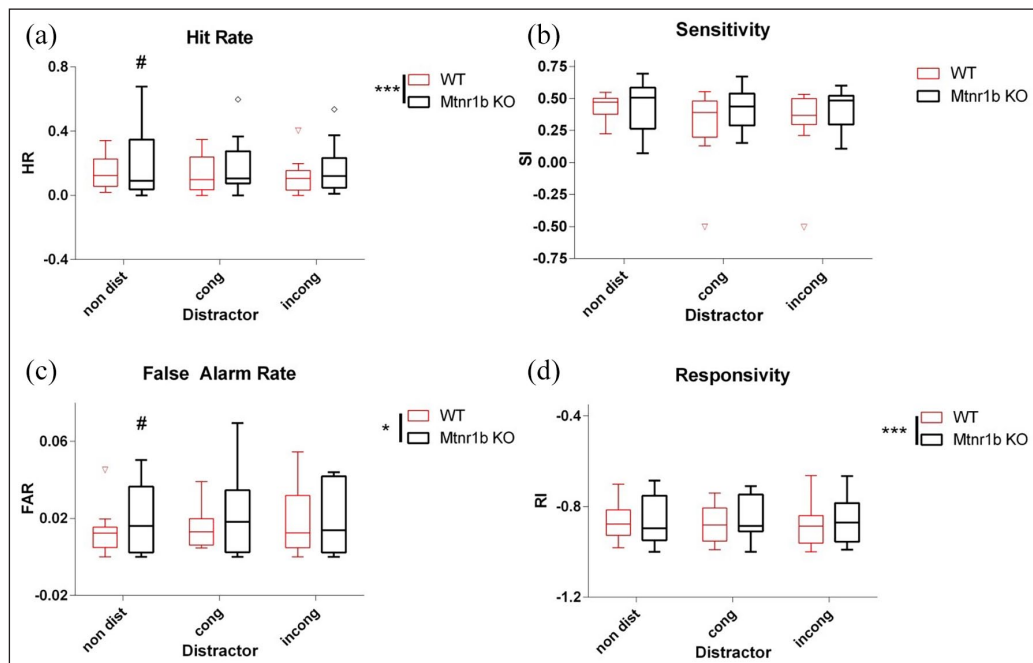 (a)
Hit Rate
#
***
WT
Mtnr1b KO
HR
0.8
0.4
0.0
-0.4
non dist
cong
incong
Distractor
(b)
Sensitivity
WT
Mtnr1b KO
SI
0.75
0.50
0.25
0.00
0.25
-0.50
-0.75
non dist
cong
incong
Distractor
(c)
False Alarm Rate
#
*
WT
Mtnr1b KO
FAR
0.06
0.02
-0.02
non dist
cong
incong
Distractor
(d)
Responsivity
***
WT
Mtnr1b KO
RI
-0.4
-0.8
-1.2
non dist
cong
incong
Distractor